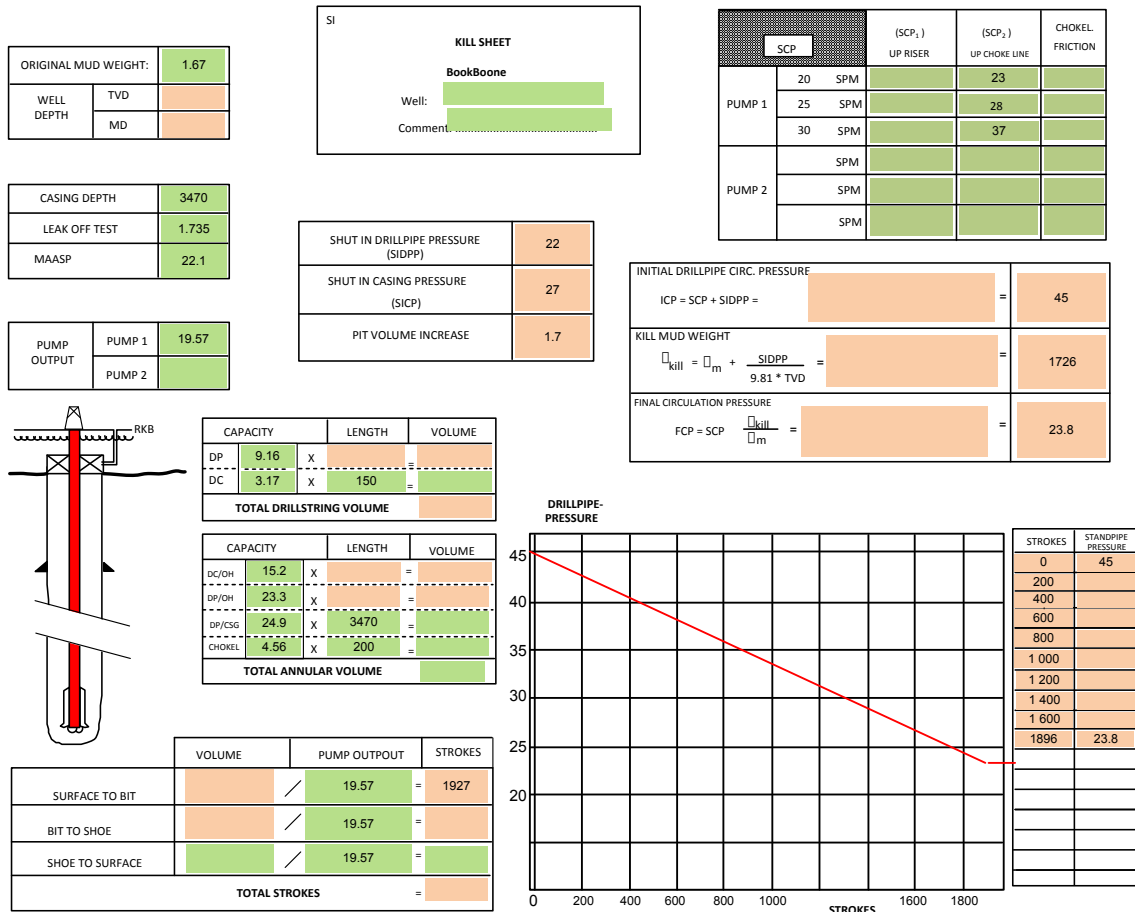 SI
KILL SHEET
BookBoone
Well:
Comment:..............................................
ORIGINAL MUD WEIGHT: 1.67
WELL DEPTH
TVD
MD
CASING DEPTH 3470
LEAK OFF TEST 1.735
MAASP 22.1
PUMP OUTPUT
PUMP 1 19.57
PUMP 2
SCP
(SCP₁) UP RISER
(SCP₂) UP CHOKE LINE
CHOKEL. FRICTION
PUMP 1
20 SPM 23
25 SPM 28
30 SPM 37
PUMP 2
SPM
SPM
SPM
SHUT IN DRILLPIPE PRESSURE (SIDPP) 22
SHUT IN CASING PRESSURE (SICP) 27
PIT VOLUME INCREASE 1.7
INITIAL DRILLPIPE CIRC. PRESSURE
ICP = SCP + SIDPP = = 45
KILL MUD WEIGHT
▯kill = ▯m + SIDPP / 9.81 * TVD = = 1726
FINAL CIRCULATION PRESSURE
FCP = SCP ▯kill / ▯m = = 23.8
RKB
CAPACITY LENGTH VOLUME
DP 9.16 X =
DC 3.17 X 150 =
TOTAL DRILLSTRING VOLUME
CAPACITY LENGTH VOLUME
DC/OH 15.2 X =
DP/OH 23.3 X =
DP/CSG 24.9 X 3470 =
CHOKEL 4.56 X 200 =
TOTAL ANNULAR VOLUME
VOLUME PUMP OUTPOUT STROKES
SURFACE TO BIT / 19.57 = 1927
BIT TO SHOE / 19.57 =
SHOE TO SURFACE / 19.57 =
TOTAL STROKES =
DRILLPIPE-
PRESSURE
45
40
35
30
25
20
0 200 400 600 800 1000 1600 1800
STROKES
STROKES STANDPIPE PRESSURE
0 45
200
400
600
800
1 000
1 200
1 400
1 600
1896 23.8